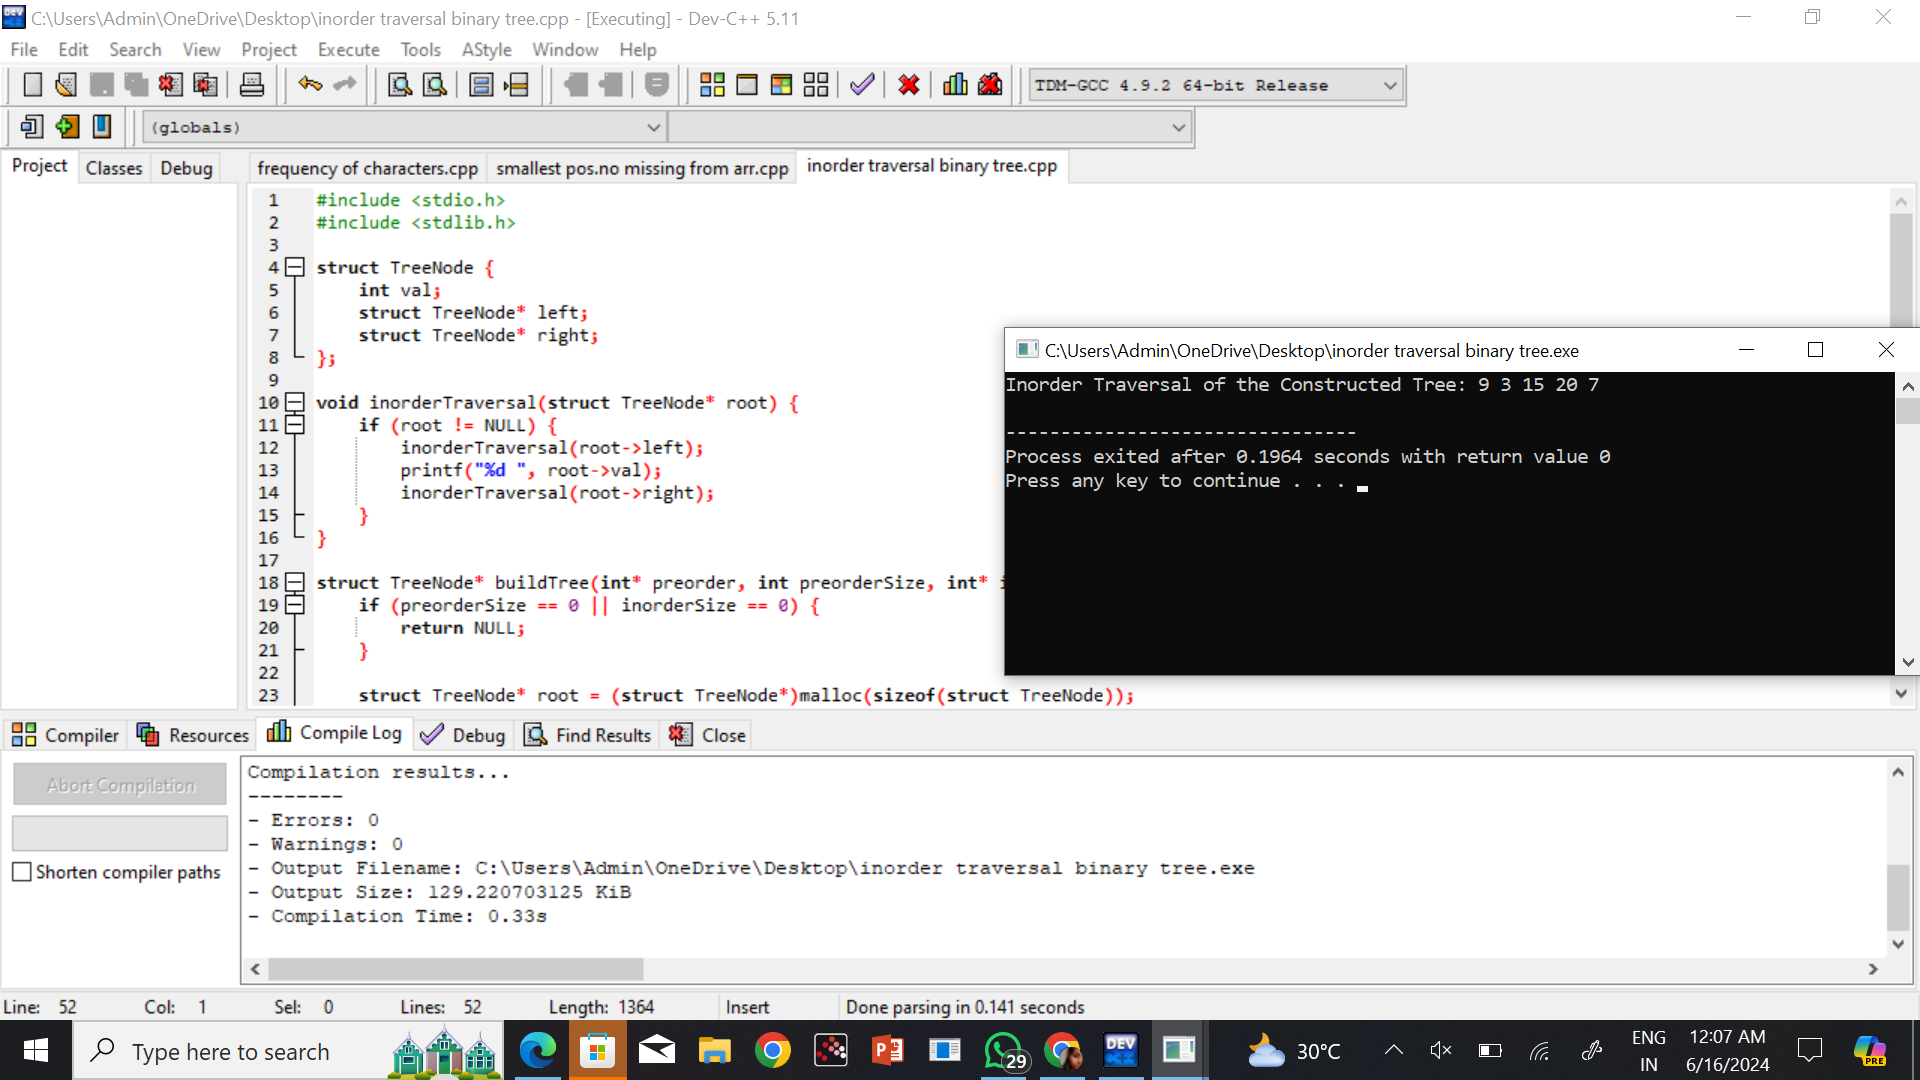 C:\Users\Admin\OneDrive\Desktop\inorder traversal binary tree.cpp - [Executing] - Dev-C++ 5.11
File Edit Search View Project Execute Tools AStyle Window Help
TDM-GCC 4.9.2 64-bit Release
(globals)
Project Classes Debug
frequency of characters.cpp smallest pos.no missing from arr.cpp inorder traversal binary tree.cpp
1 #include <stdio.h>
2 #include <stdlib.h>
3
4 struct TreeNode {
5 int val;
6 struct TreeNode* left;
7 struct TreeNode* right;
8 };
9
10 void inorderTraversal(struct TreeNode* root) {
11 if (root != NULL) {
12 inorderTraversal(root->left);
13 printf("%d ", root->val);
14 inorderTraversal(root->right);
15 }
16 }
17
18 struct TreeNode* buildTree(int* preorder, int preorderSize, int*
19 if (preorderSize == 0 || inorderSize == 0) {
20 return NULL;
21 }
22
23 struct TreeNode* root = (struct TreeNode*)malloc(sizeof(struct TreeNode));
C:\Users\Admin\OneDrive\Desktop\inorder traversal binary tree.exe
Inorder Traversal of the Constructed Tree: 9 3 15 20 7
--------------------------------
Process exited after 0.1964 seconds with return value 0
Press any key to continue . . .
Compiler Resources Compile Log Debug Find Results Close
Abort Compilation
Shorten compiler paths
Compilation results...
--------
- Errors: 0
- Warnings: 0
- Output Filename: C:\Users\Admin\OneDrive\Desktop\inorder traversal binary tree.exe
- Output Size: 129.220703125 KiB
- Compilation Time: 0.33s
Line: 52 Col: 1 Sel: 0 Lines: 52 Length: 1364 Insert Done parsing in 0.141 seconds
Type here to search
29
DEV
30°C
ENG
IN
12:07 AM
6/16/2024
PRE